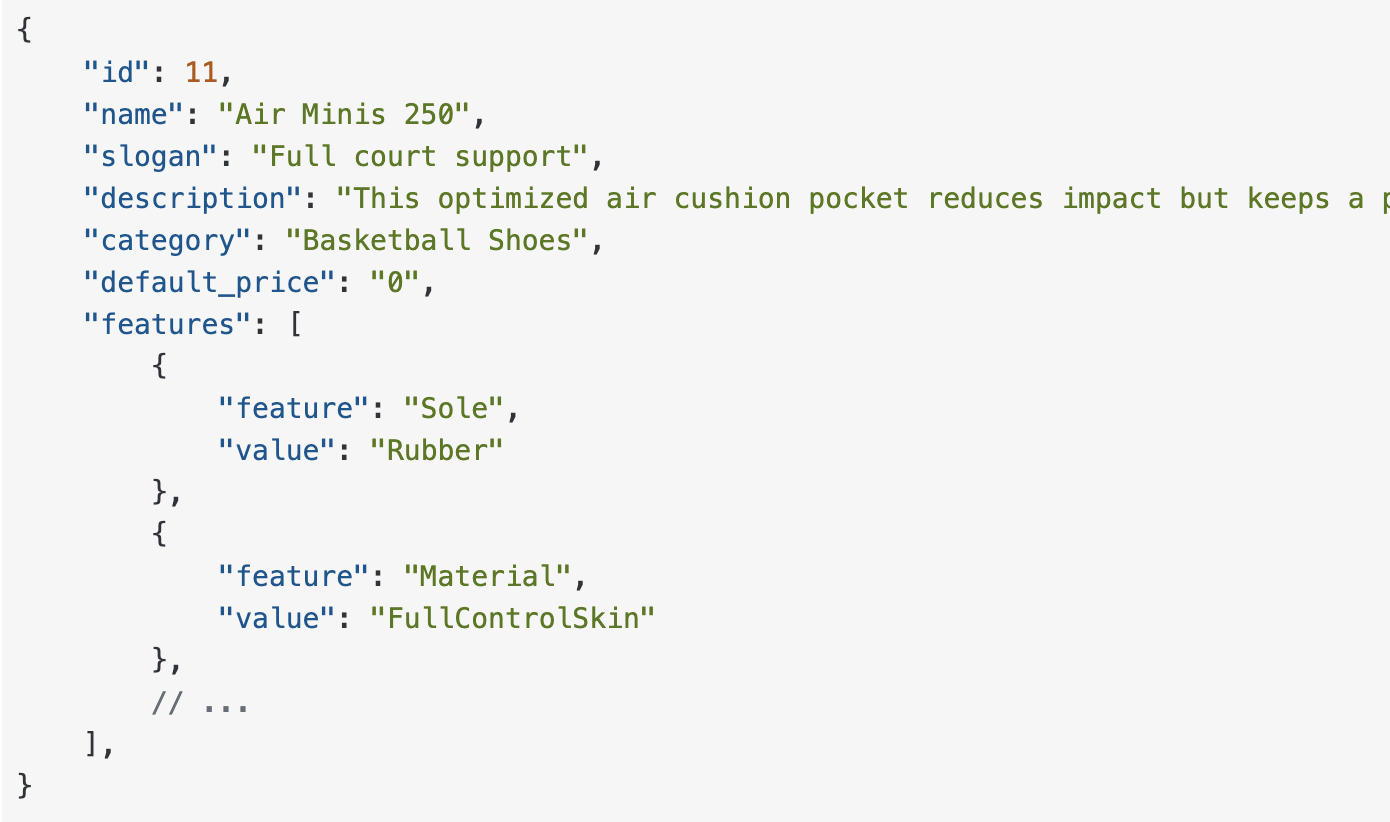 {
    "id": 11,
    "name": "Air Minis 250",
    "slogan": "Full court support",
    "description": "This optimized air cushion pocket reduces impact but keeps a
    "category": "Basketball Shoes",
    "default_price": "0",
    "features": [
        {
            "feature": "Sole",
            "value": "Rubber"
        },
        {
            "feature": "Material",
            "value": "FullControlSkin"
        },
        // ...
    ],
}